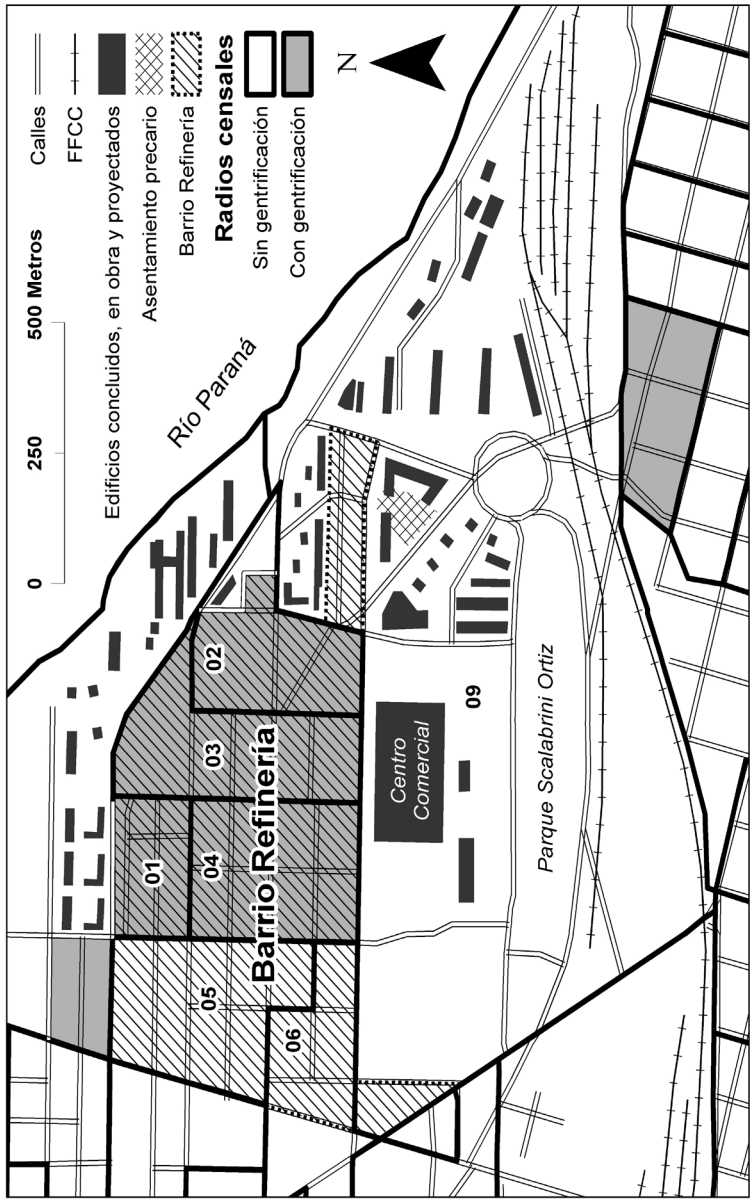 Calles
FFCC
Edificios concluidos, en obra y proyectados
Asentamiento precario
Barrio Refinería
Radios censales
Sin gentrificación
Con gentrificación
0 250 500 Metros
N
Río Paraná
01
02
03
04
05
06
09
Barrio Refinería
Centro
Comercial
Parque Scalabrini Ortiz